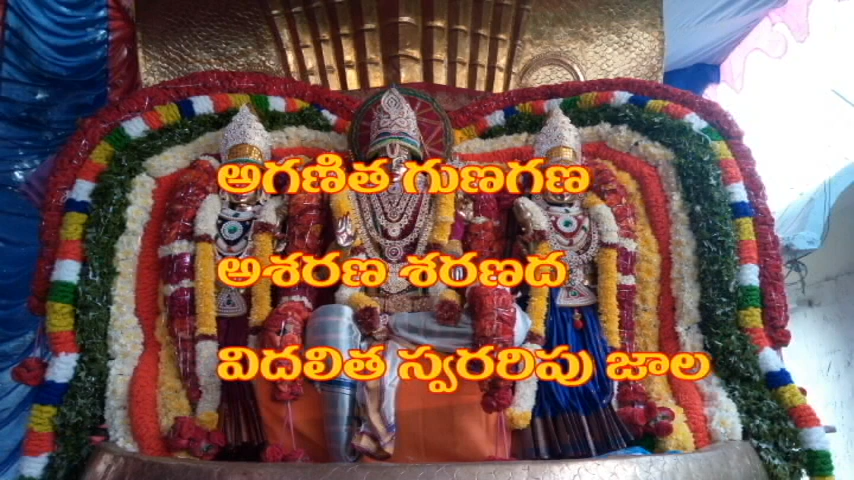 అగణిత గుణగణ
అశరణ శరణద
విదలిత స్వరరిపు జాల